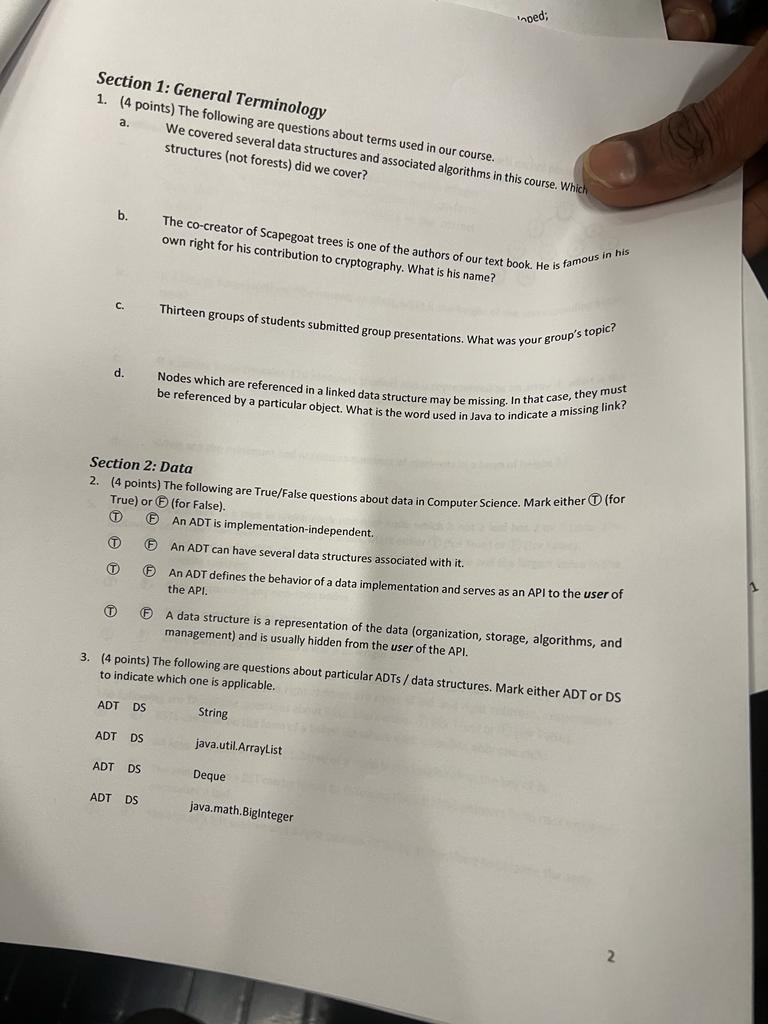 Section 1: General Terminology
1. (4 points) The following are questions about terms used in our course.
a. We covered several data structures and associated algorithms in this course. Which
structures (not forests) did we cover?
b. The co-creator of Scapegoat trees is one of the authors of our text book. He is famous in his
own right for his contribution to cryptography. What is his name?
c. Thirteen groups of students submitted group presentations. What was your group's topic?
d. Nodes which are referenced in a linked data structure may be missing. In that case, they must
be referenced by a particular object. What is the word used in Java to indicate a missing link?
Section 2: Data
2. (4 points) The following are True/False questions about data in Computer Science. Mark either Ⓣ (for
True) or Ⓕ (for False).
Ⓣ Ⓕ An ADT is implementation-independent.
Ⓣ Ⓕ An ADT can have several data structures associated with it.
Ⓣ Ⓕ An ADT defines the behavior of a data implementation and serves as an API to the user of
the API.
Ⓣ Ⓕ A data structure is a representation of the data (organization, storage, algorithms, and
management) and is usually hidden from the user of the API.
3. (4 points) The following are questions about particular ADTs / data structures. Mark either ADT or DS
to indicate which one is applicable.
ADT DS String
ADT DS java.util.ArrayList
ADT DS Deque
ADT DS java.math.BigInteger
2
1